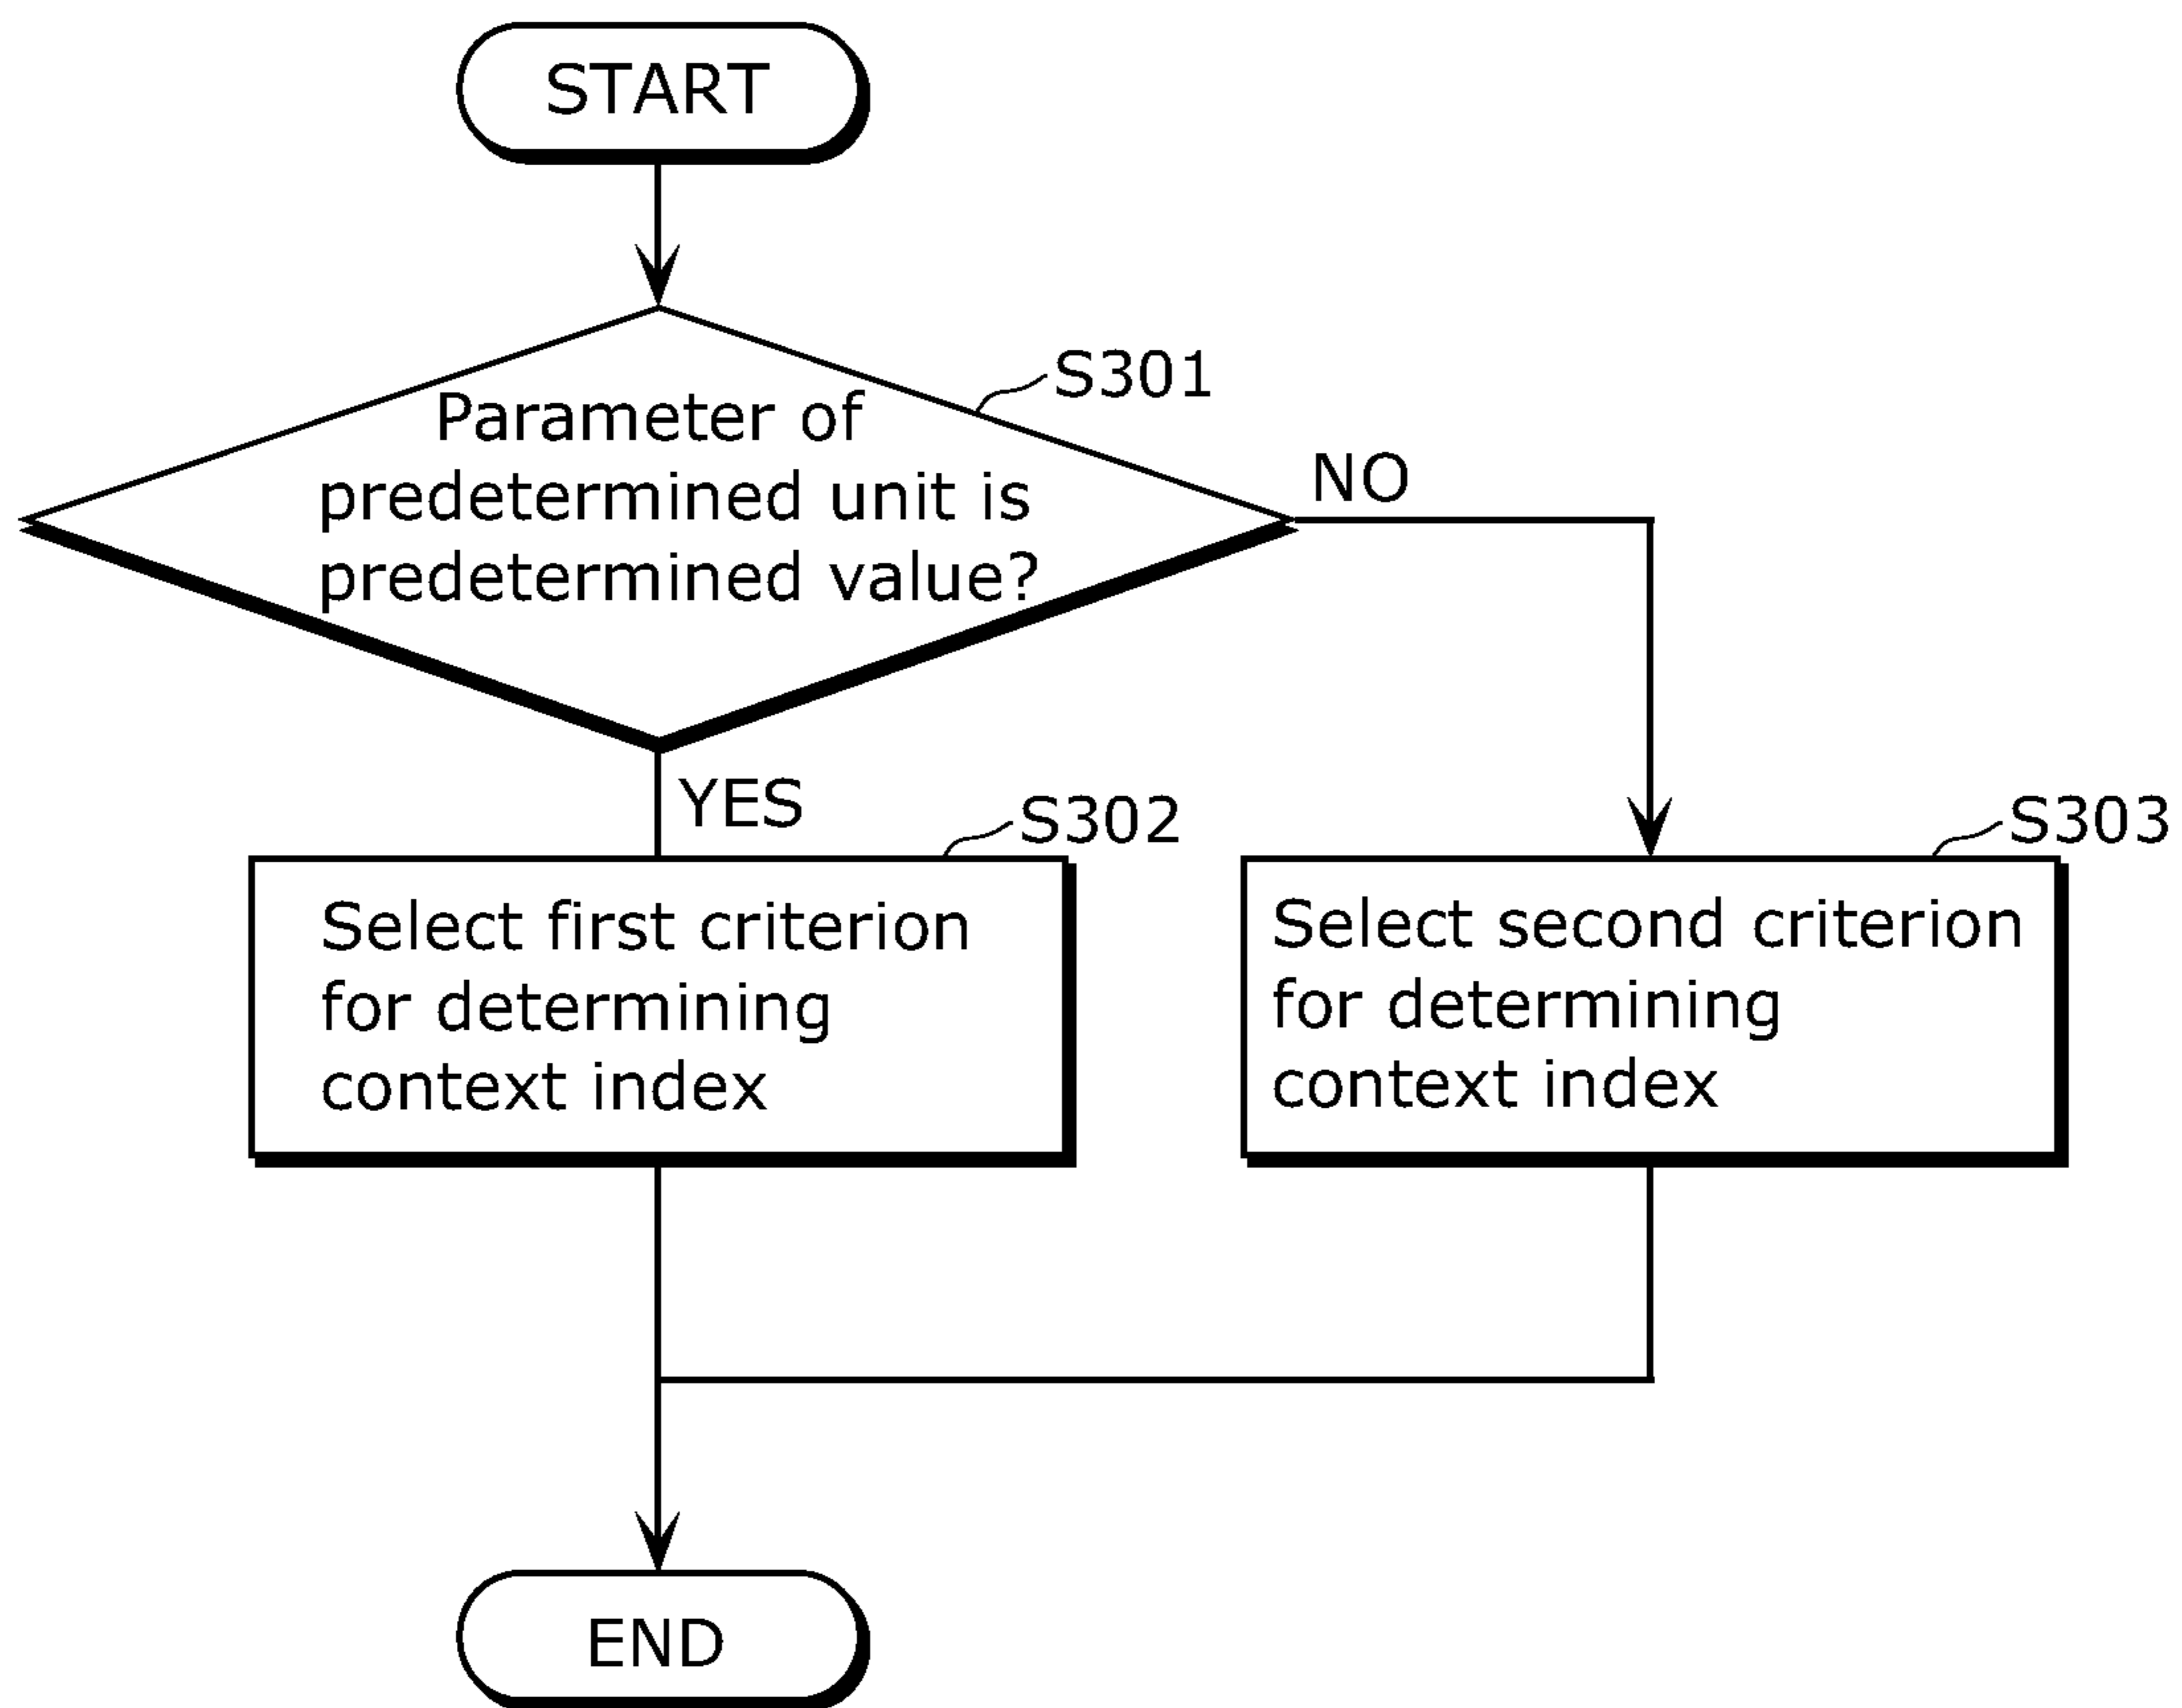 START
S301
Parameter of
predetermined unit is
predetermined value?
NO
YES
S302
Select first criterion
for determining
context index
S303
Select second criterion
for determining
context index
END